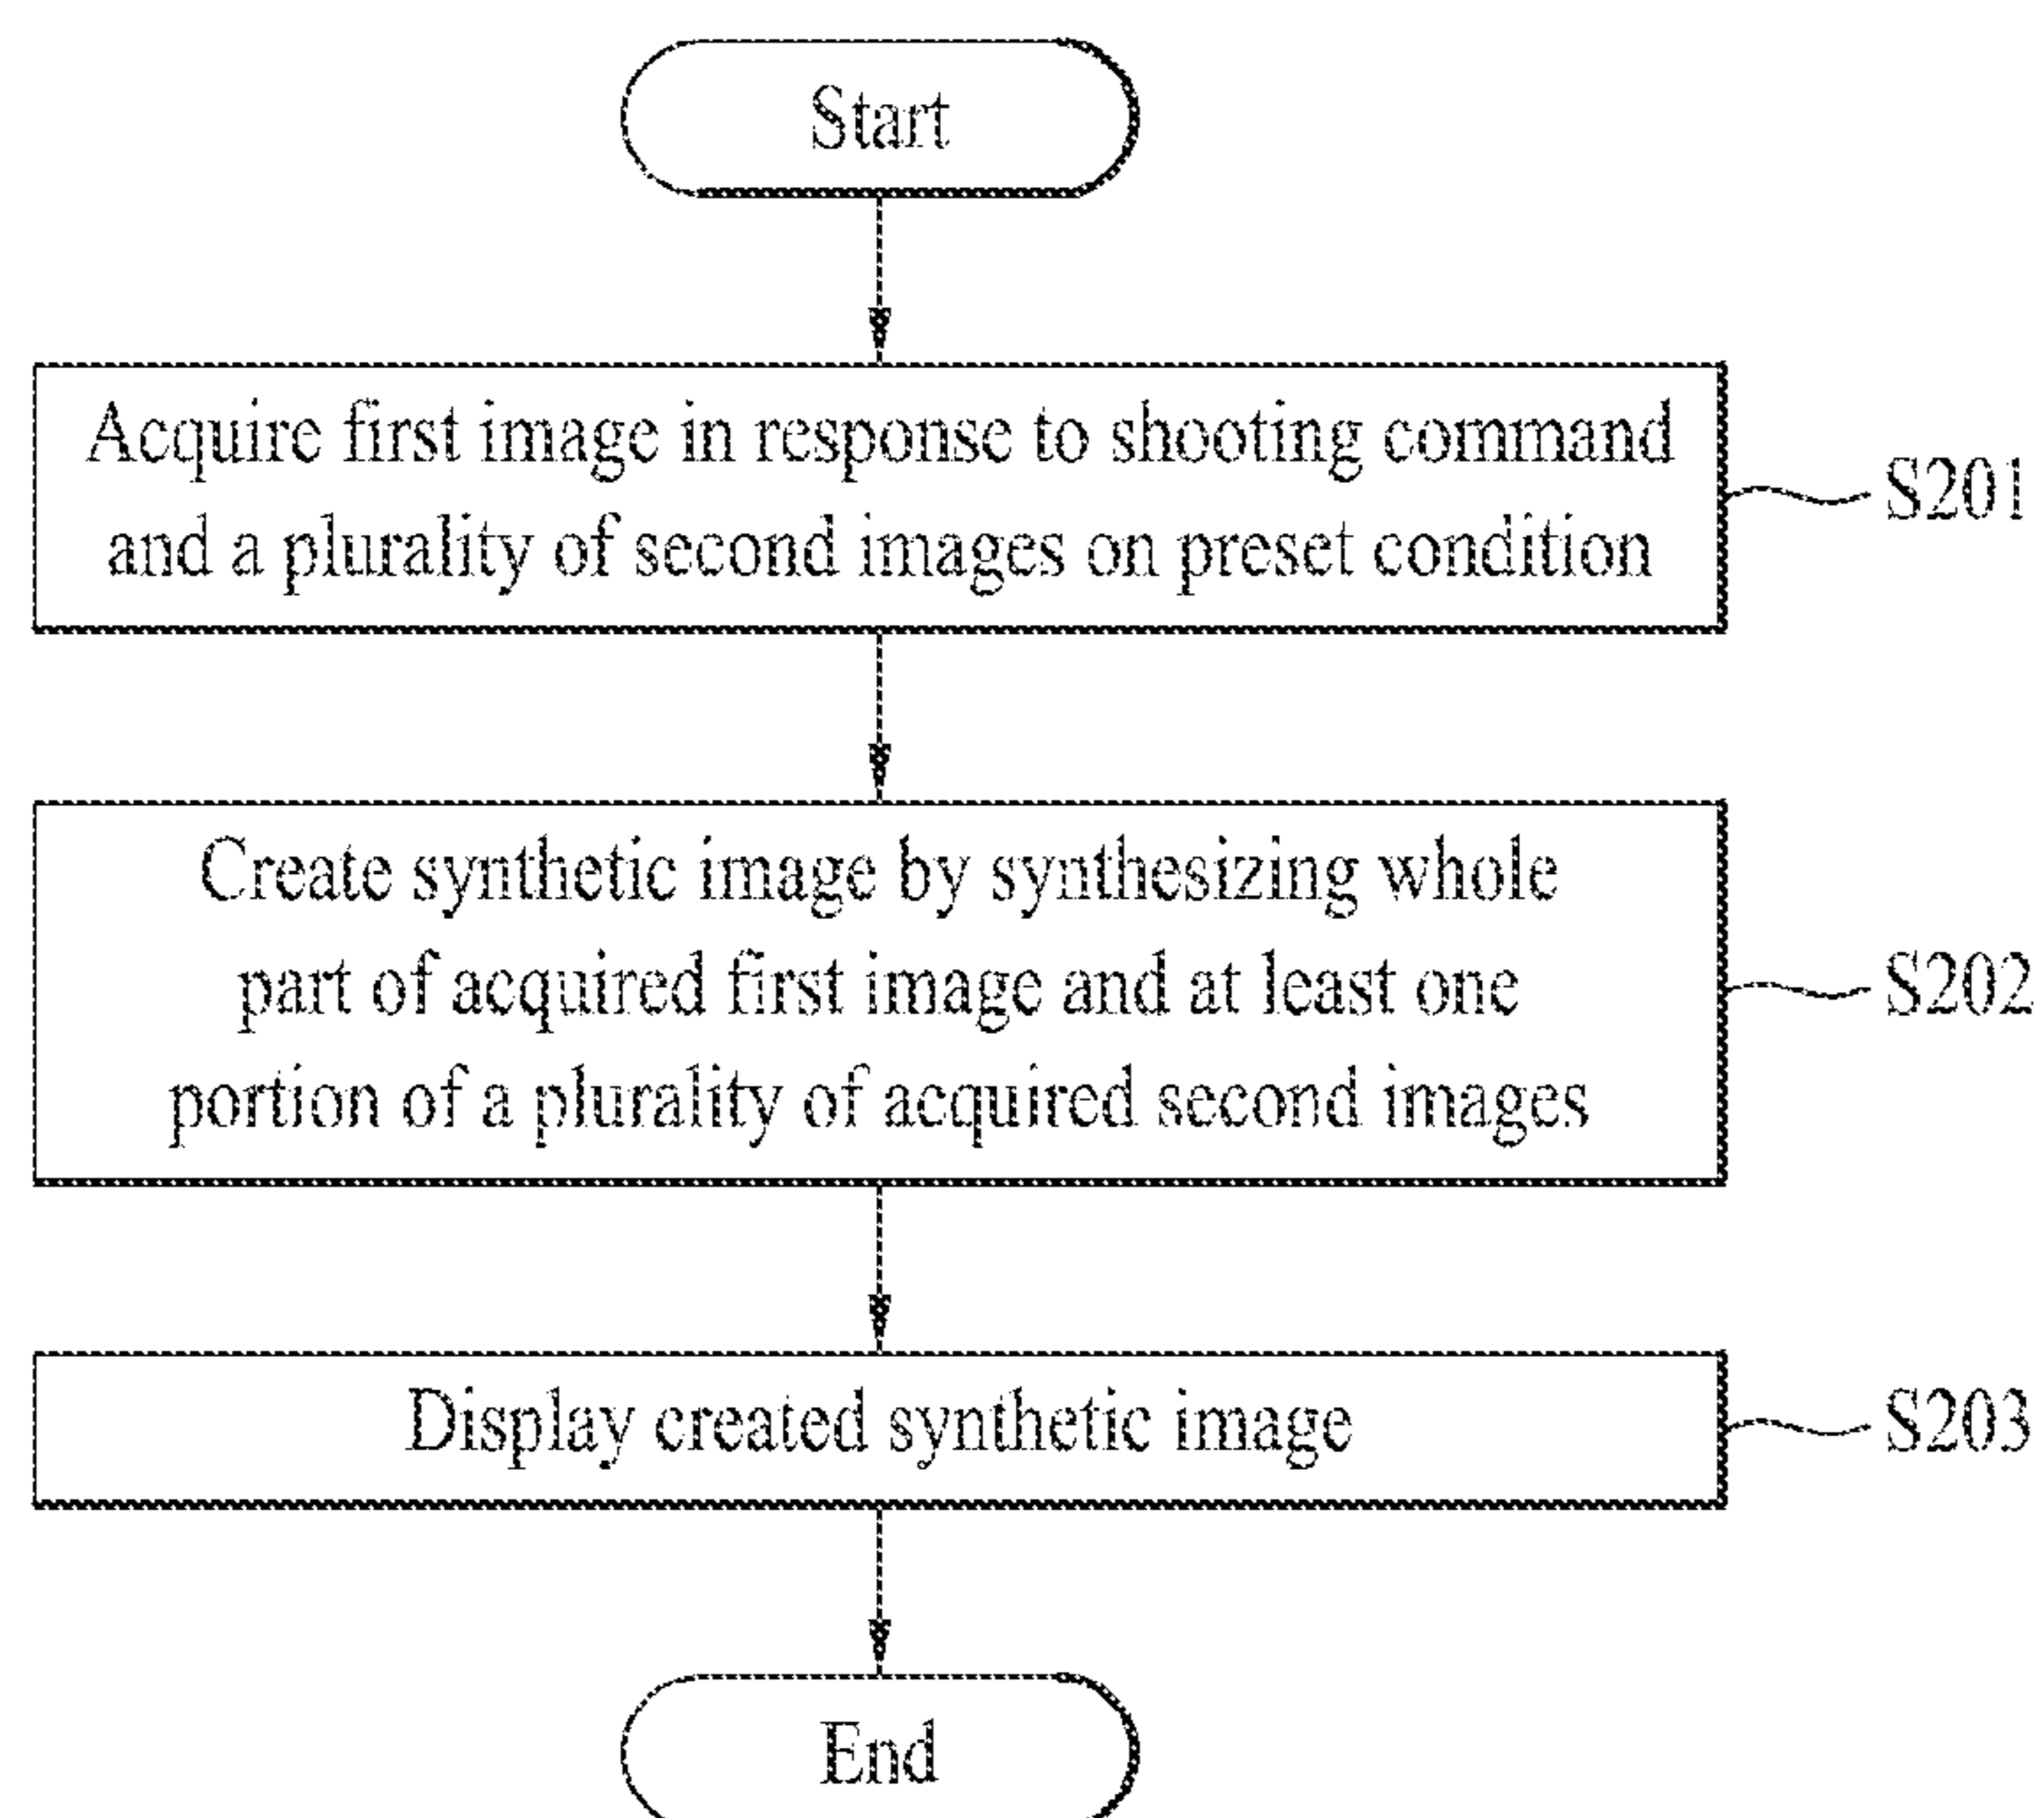 Start
Acquire first image in response to shooting command
and a plurality of second images on preset condition
S201
Create synthetic image by synthesizing whole
part of acquired first image and at least one
portion of a plurality of acquired second images
S202
Display created synthetic image
S203
End